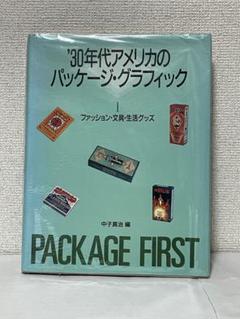 '30年代アメリカの
パッケージ・グラフィック
ファッション・文具・生活グッズ
PACKAGE FIRST
中子真治 編